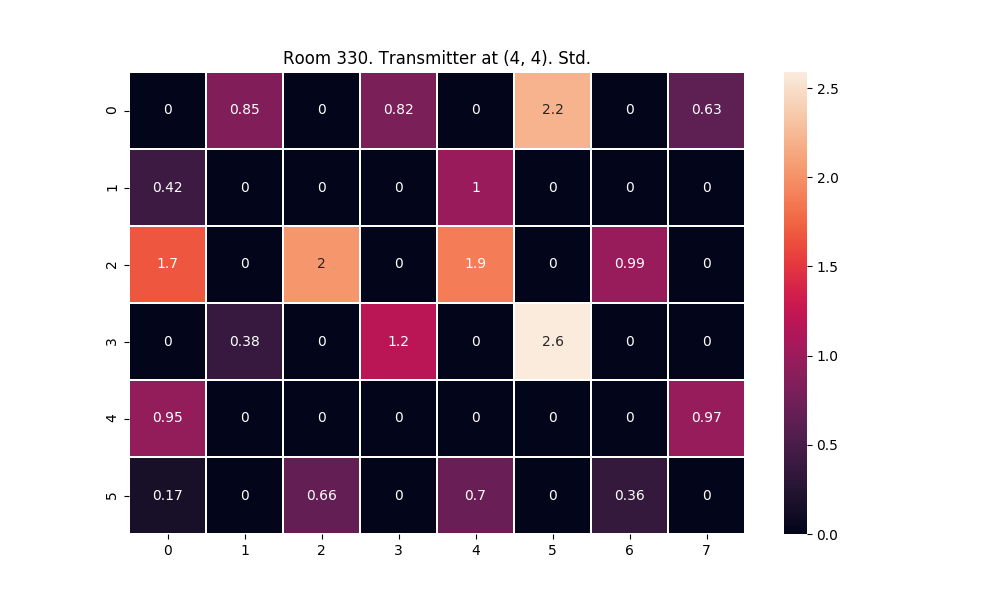 Room 330. Transmitter at (4, 4). Std.
0 0 0.85 0 0.82 0 2.2 0 0.63
1 0.42 0 0 0 1 0 0 0
2 1.7 0 2 0 1.9 0 0.99 0
3 0 0.38 0 1.2 0 2.6 0 0
4 0.95 0 0 0 0 0 0 0.97
5 0.17 0 0.66 0 0.7 0 0.36 0
0 1 2 3 4 5 6 7
2.5
2.0
1.5
1.0
0.5
0.0